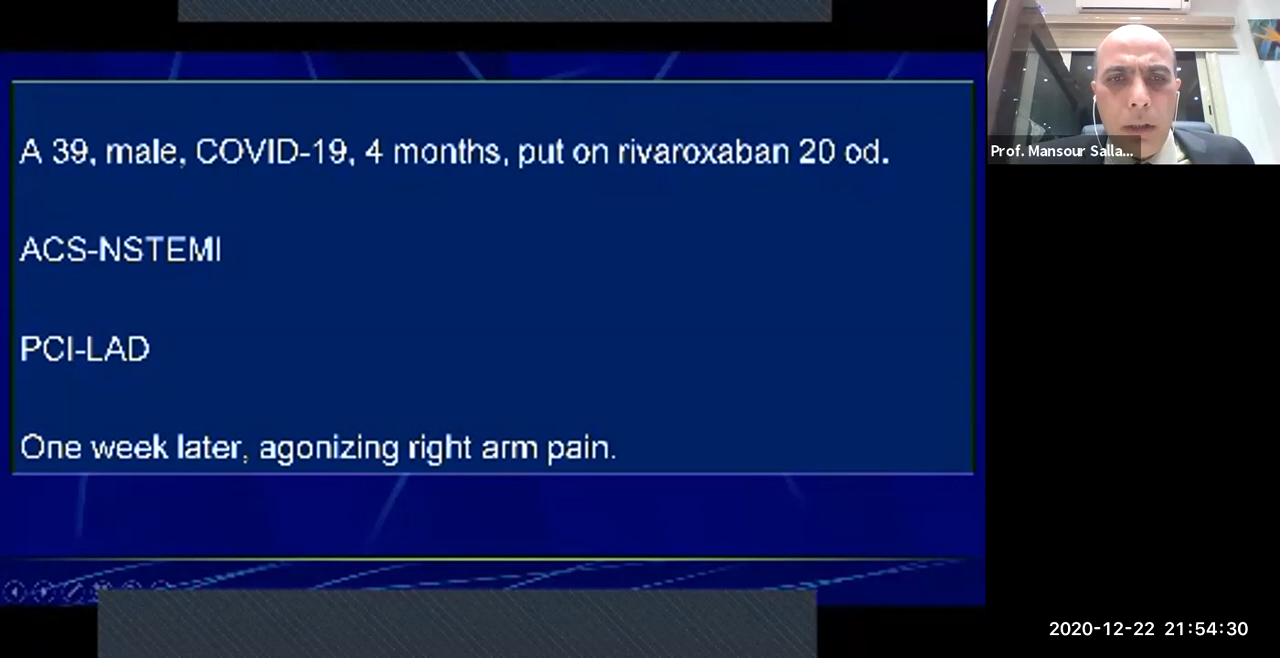 A 39, male, COVID-19, 4 months, put on rivaroxaban 20 od.
ACS-NSTEMI
PCI-LAD
One week later, agonizing right arm pain.
Prof. Mansour Salla...
2020-12-22 21:54:30